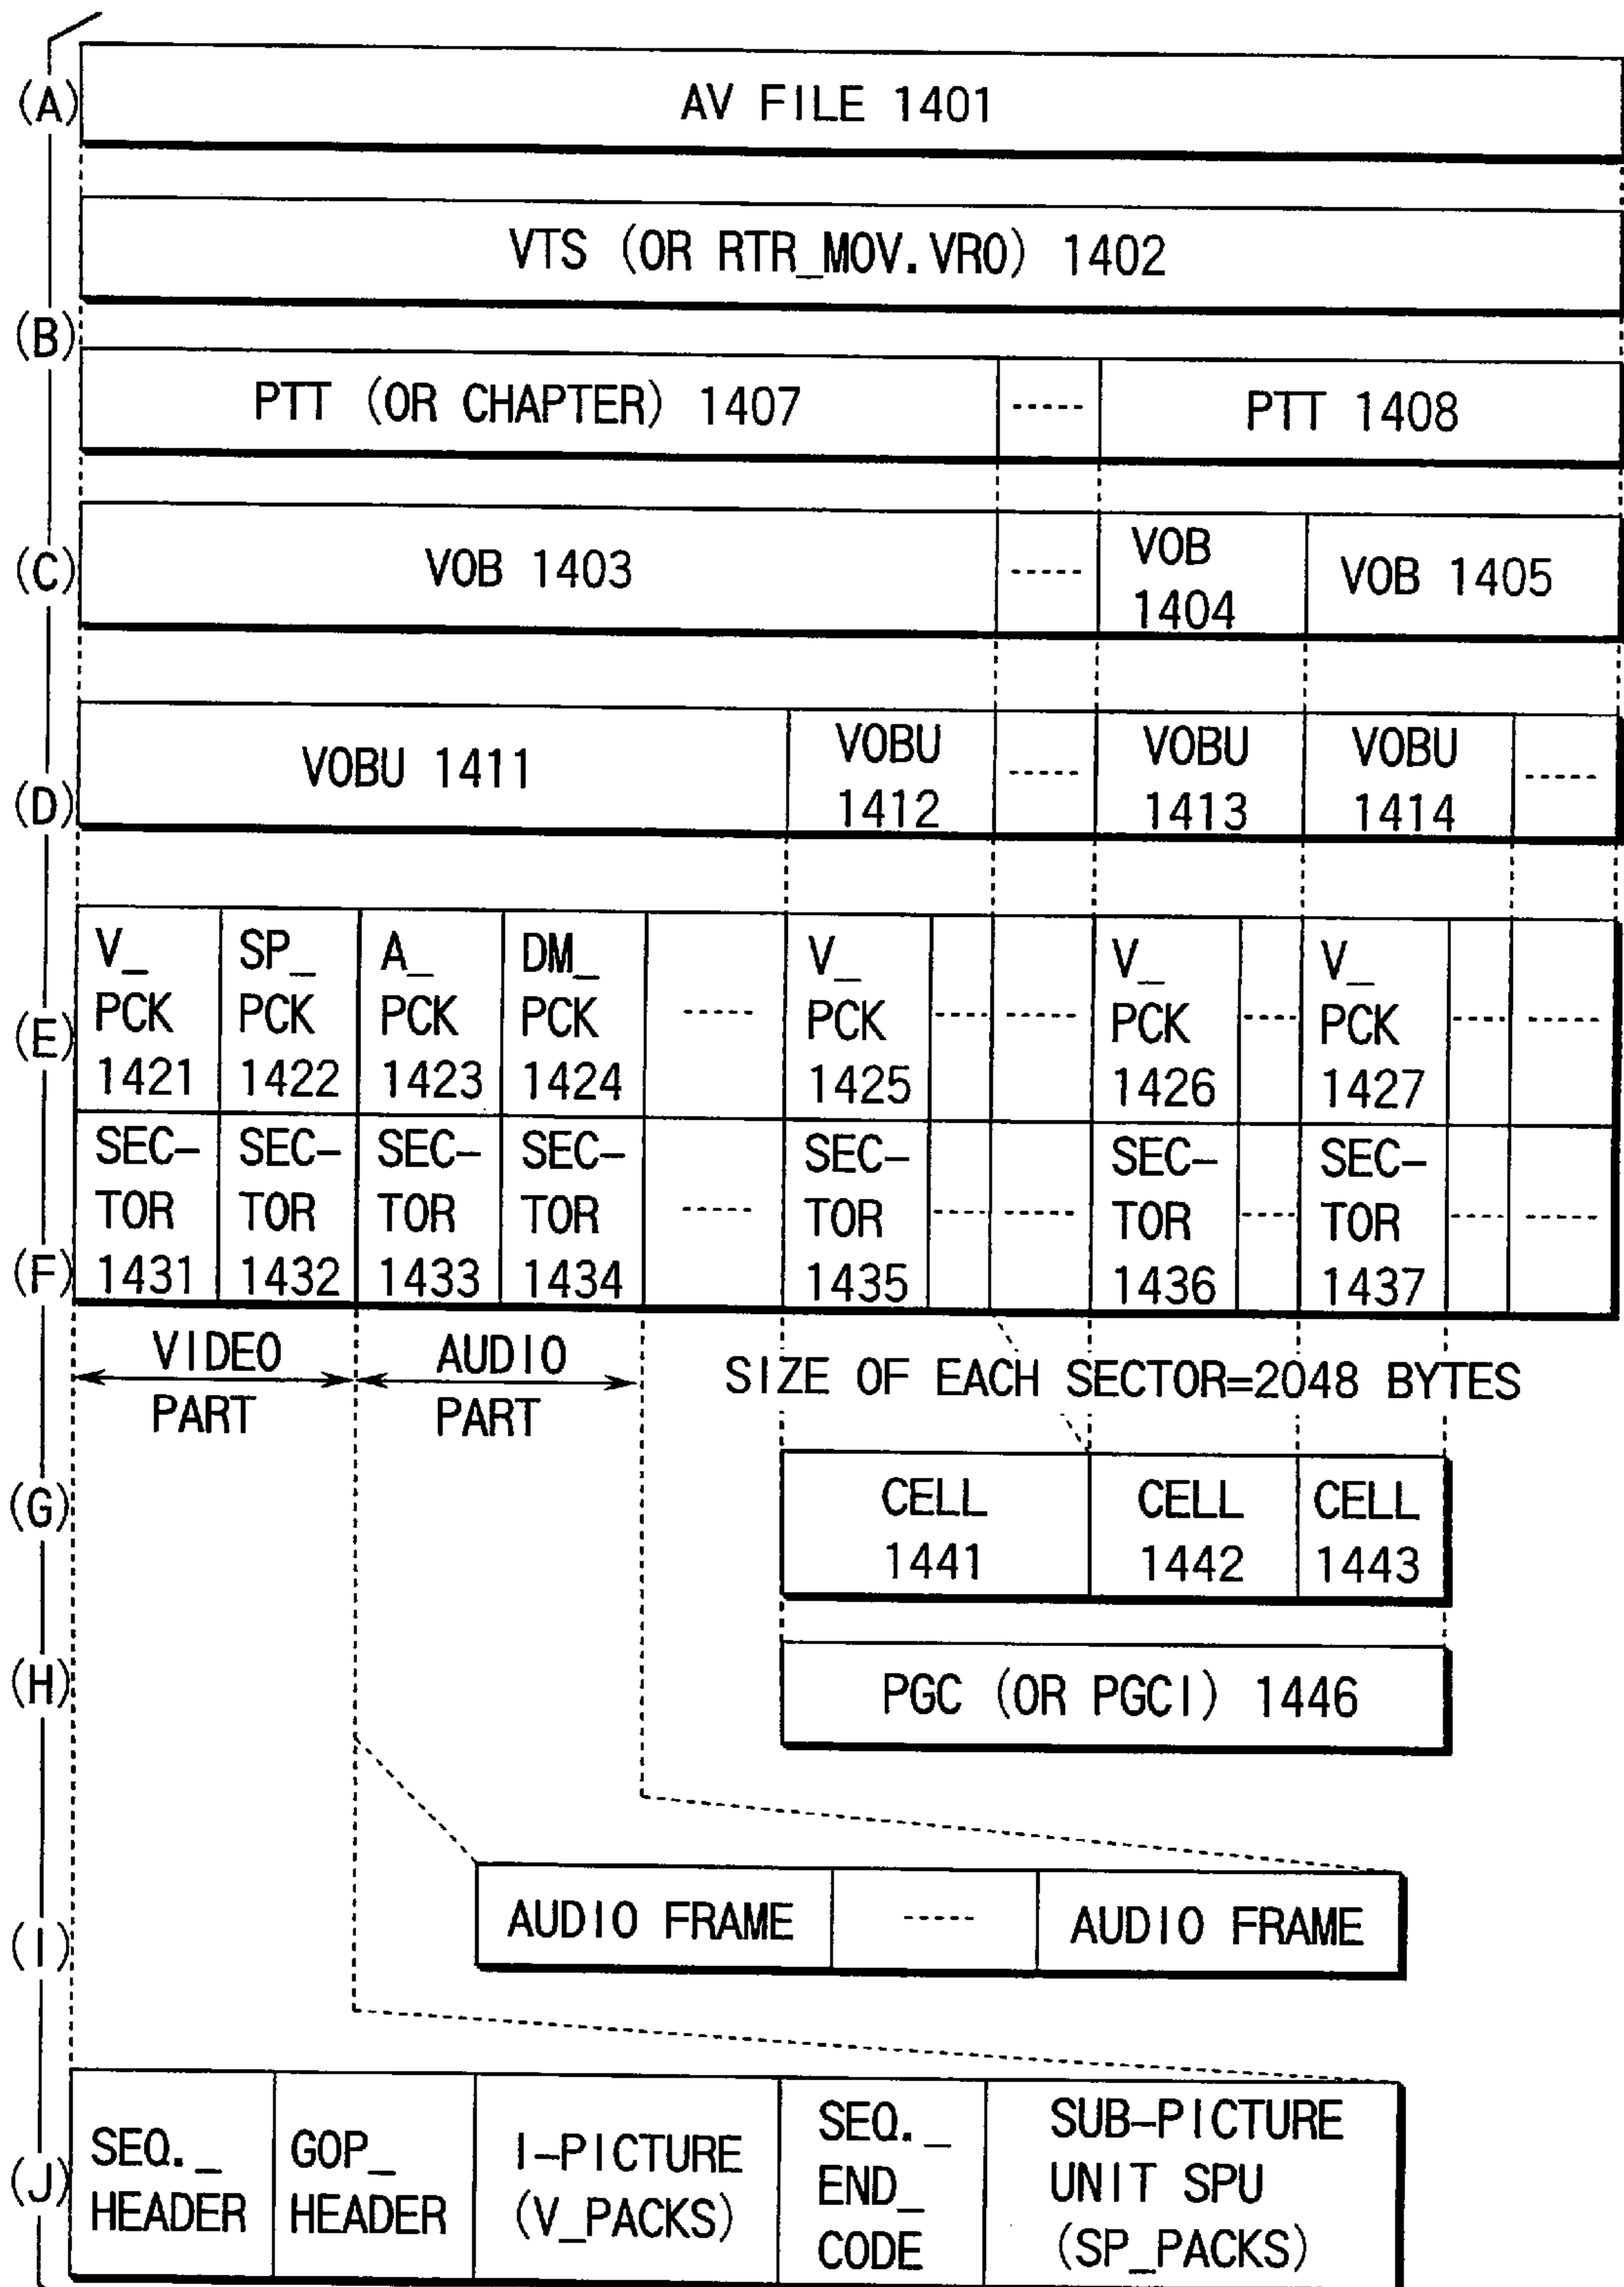 (A)
AV FILE 1401
VTS (OR RTR_MOV.VRO) 1402
(B)
PTT (OR CHAPTER) 1407
-----
PTT 1408
(C)
VOB 1403
-----
VOB
1404
VOB 1405
(D)
VOBU 1411
VOBU
1412
-----
VOBU
1413
VOBU
1414
-----
(E)
V_
PCK
1421
SP_
PCK
1422
A_
PCK
1423
DM_
PCK
1424
-----
V_
PCK
1425
----
-----
V_
PCK
1426
----
V_
PCK
1427
----
-----
(F)
SEC-
TOR
1431
SEC-
TOR
1432
SEC-
TOR
1433
SEC-
TOR
1434
-----
SEC-
TOR
1435
----
-----
SEC-
TOR
1436
----
SEC-
TOR
1437
----
-----
VIDEO
PART
AUDIO
PART
SIZE OF EACH SECTOR=2048 BYTES
(G)
CELL
1441
CELL
1442
CELL
1443
(H)
PGC (OR PGCI) 1446
(I)
AUDIO FRAME
-----
AUDIO FRAME
(J)
SEQ._
HEADER
GOP_
HEADER
I-PICTURE
(V_PACKS)
SEQ._
END_
CODE
SUB-PICTURE
UNIT SPU
(SP_PACKS)